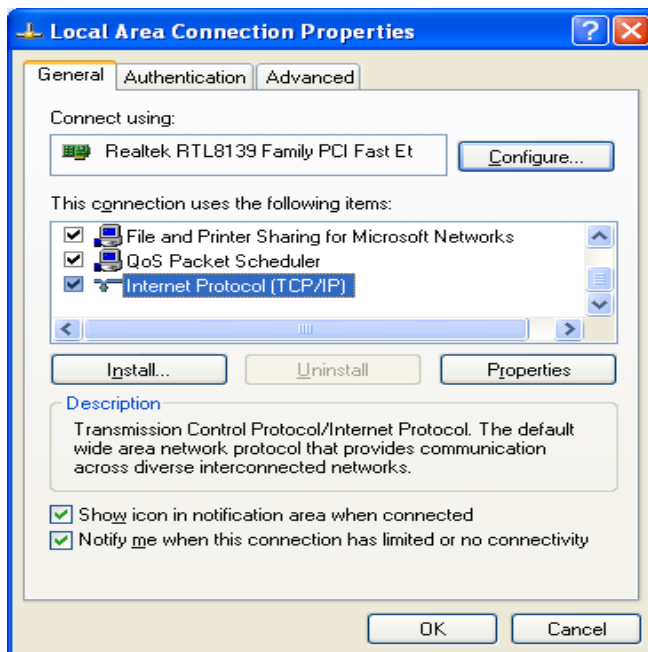 Local Area Connection Properties
General Authentication Advanced
Connect using:
Realtek RTL8139 Family PCI Fast Et
Configure...
This connection uses the following items:
File and Printer Sharing for Microsoft Networks
QoS Packet Scheduler
Internet Protocol (TCP/IP)
Install... Uninstall Properties
Description
Transmission Control Protocol/Internet Protocol. The default
wide area network protocol that provides communication
across diverse interconnected networks.
Show icon in notification area when connected
Notify me when this connection has limited or no connectivity
OK Cancel